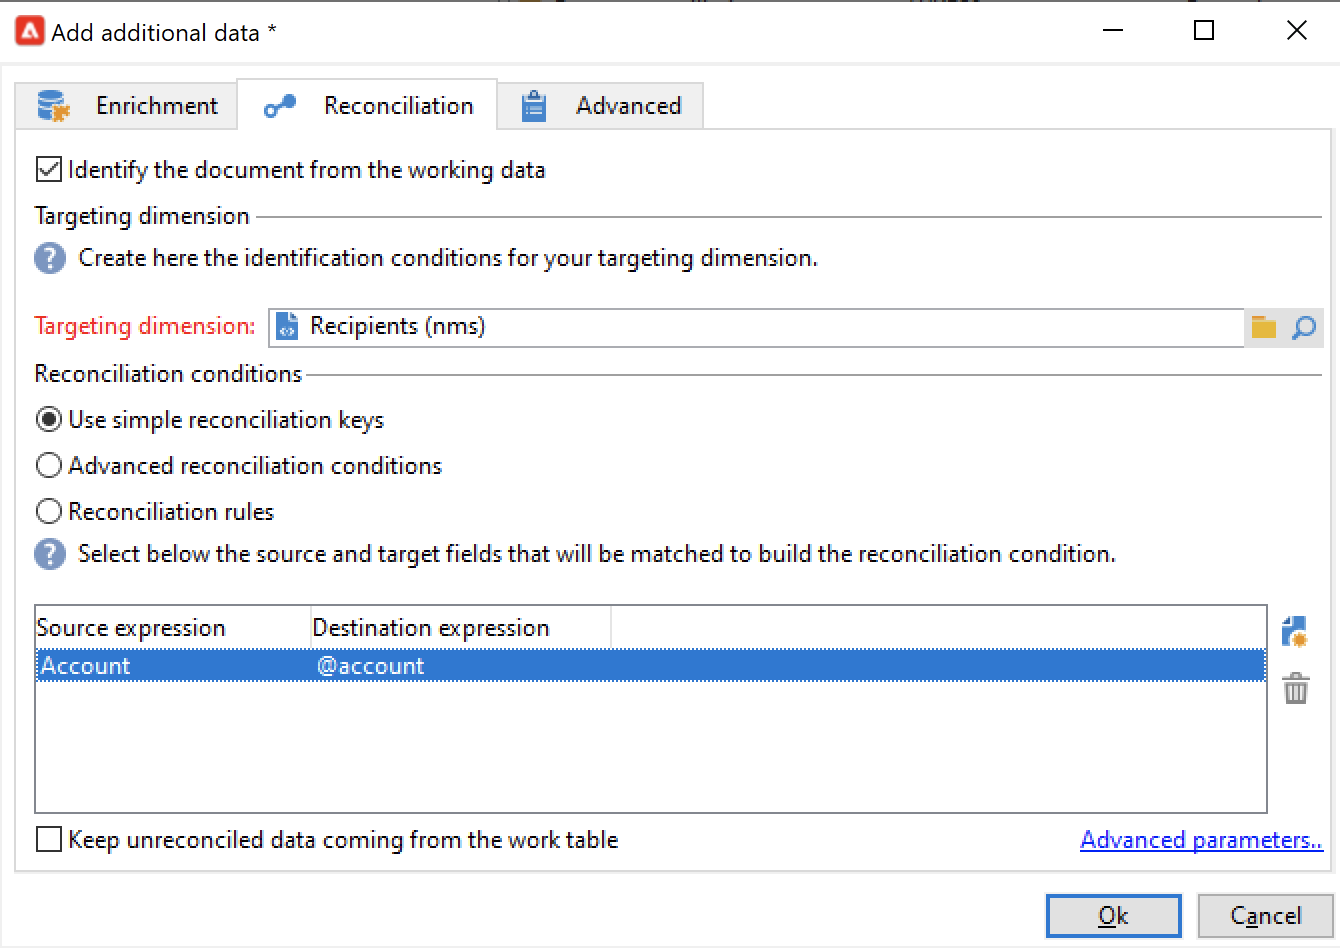 Add additional data *
Enrichment
Reconciliation
Advanced
Identify the document from the working data
Targeting dimension
Create here the identification conditions for your targeting dimension.
Targeting dimension:
Recipients (nms)
Reconciliation conditions
Use simple reconciliation keys
Advanced reconciliation conditions
Reconciliation rules
Select below the source and target fields that will be matched to build the reconciliation condition.
Source expression
Destination expression
Account
@account
Keep unreconciled data coming from the work table
Advanced parameters..
Ok
Cancel